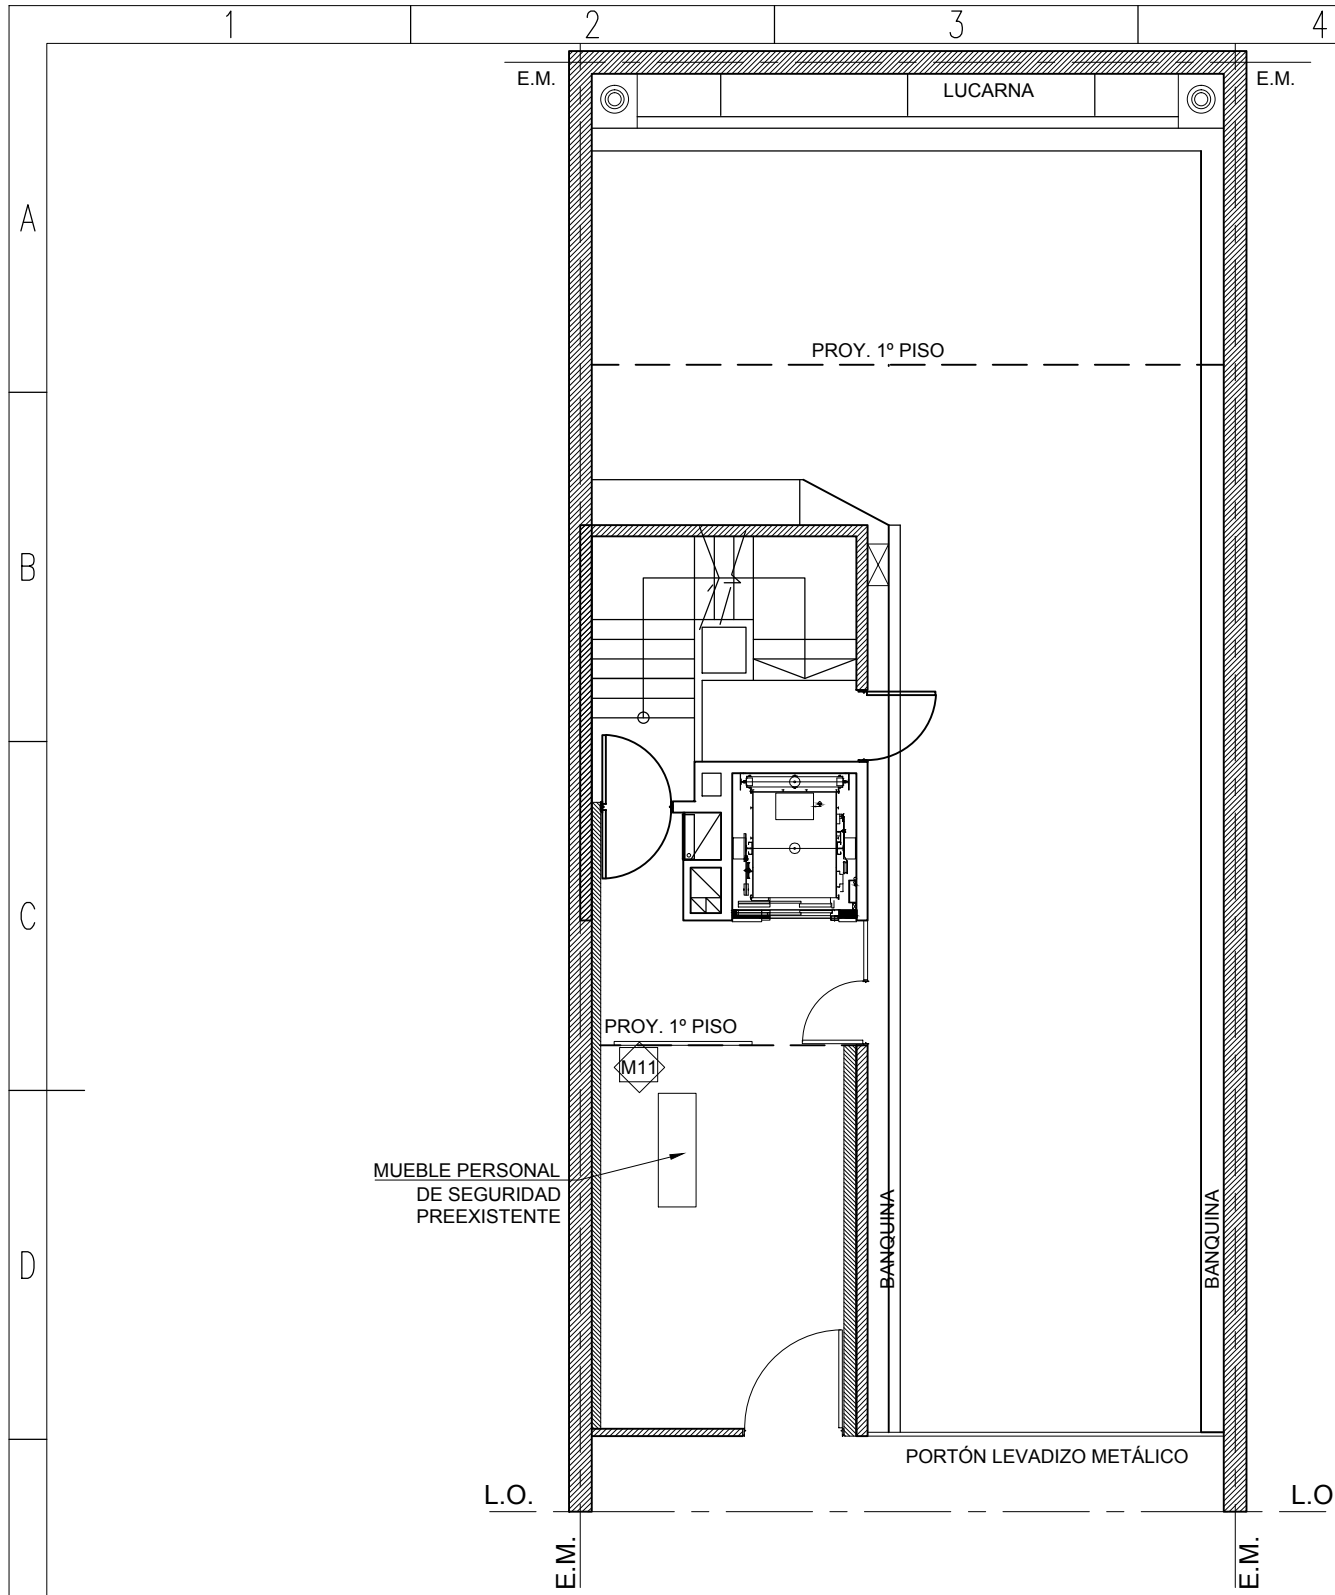 1
2
3
4
E.M.
LUCARNA
E.M.
A
PROY. 1º PISO
B
C
PROY. 1º PISO
M11
MUEBLE PERSONAL
DE SEGURIDAD
PREEXISTENTE
BANQUINA
BANQUINA
D
PORTÓN LEVADIZO METÁLICO
L.O.
L.O
E.M.
E.M.